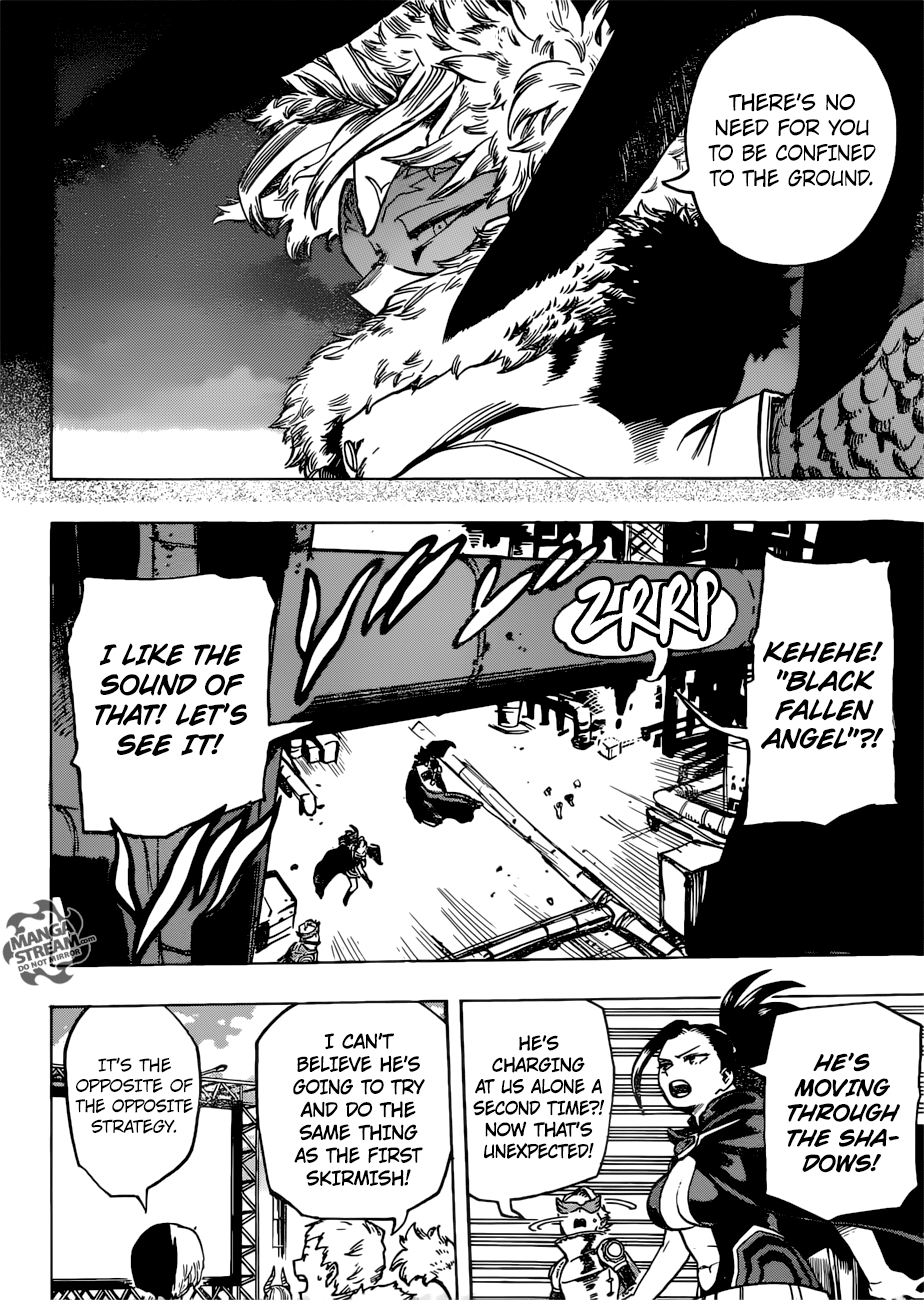 THERE'S NO
NEED FOR YOU
TO BE CONFINED
TO THE GROUND.
ZRRP
KEHEHE!
"BLACK
FALLEN
ANGEL"?!
I LIKE THE
SOUND OF
THAT! LET'S
SEE IT!
MANGA
STREAM.com
DO NOT MIRROR
HE'S
MOVING
THROUGH
THE SHA-
DOWS!
HE'S
CHARGING
AT US ALONE A
SECOND TIME?!
NOW THAT'S
UNEXPECTED!
I CAN'T
BELIEVE HE'S
GOING TO TRY
AND DO THE
SAME THING
AS THE FIRST
SKIRMISH!
IT'S THE
OPPOSITE OF
THE OPPOSITE
STRATEGY.